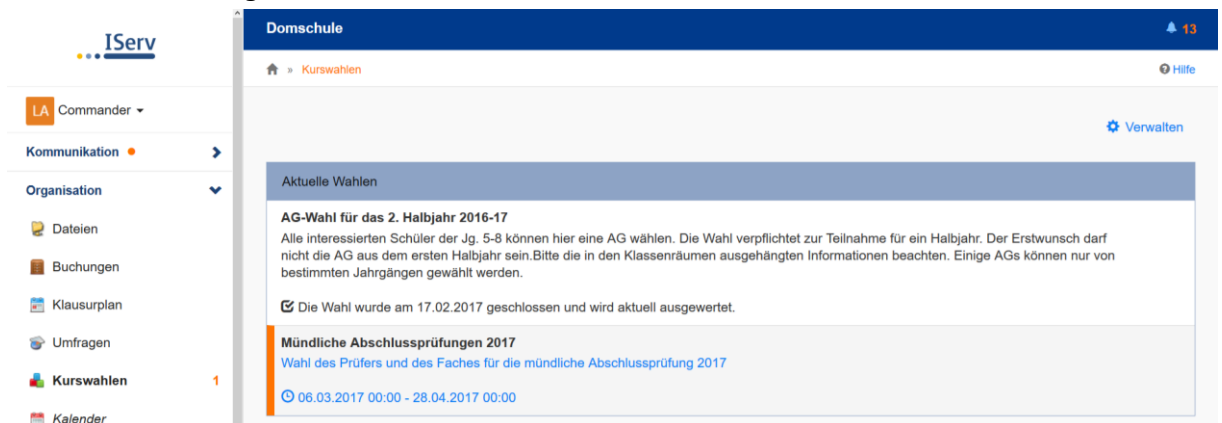 IServ
Domschule
13
» Kurswahlen
Hilfe
LA Commander
Verwalten
Kommunikation
Organisation
Dateien
Buchungen
Klausurplan
Umfragen
Kurswahlen 1
Kalender
Aktuelle Wahlen
AG-Wahl für das 2. Halbjahr 2016-17
Alle interessierten Schüler der Jg. 5-8 können hier eine AG wählen. Die Wahl verpflichtet zur Teilnahme für ein Halbjahr. Der Erstwunsch darf
nicht die AG aus dem ersten Halbjahr sein.Bitte die in den Klassenräumen ausgehängten Informationen beachten. Einige AGs können nur von
bestimmten Jahrgängen gewählt werden.
Die Wahl wurde am 17.02.2017 geschlossen und wird aktuell ausgewertet.
Mündliche Abschlussprüfungen 2017
Wahl des Prüfers und des Faches für die mündliche Abschlussprüfung 2017
06.03.2017 00:00 - 28.04.2017 00:00